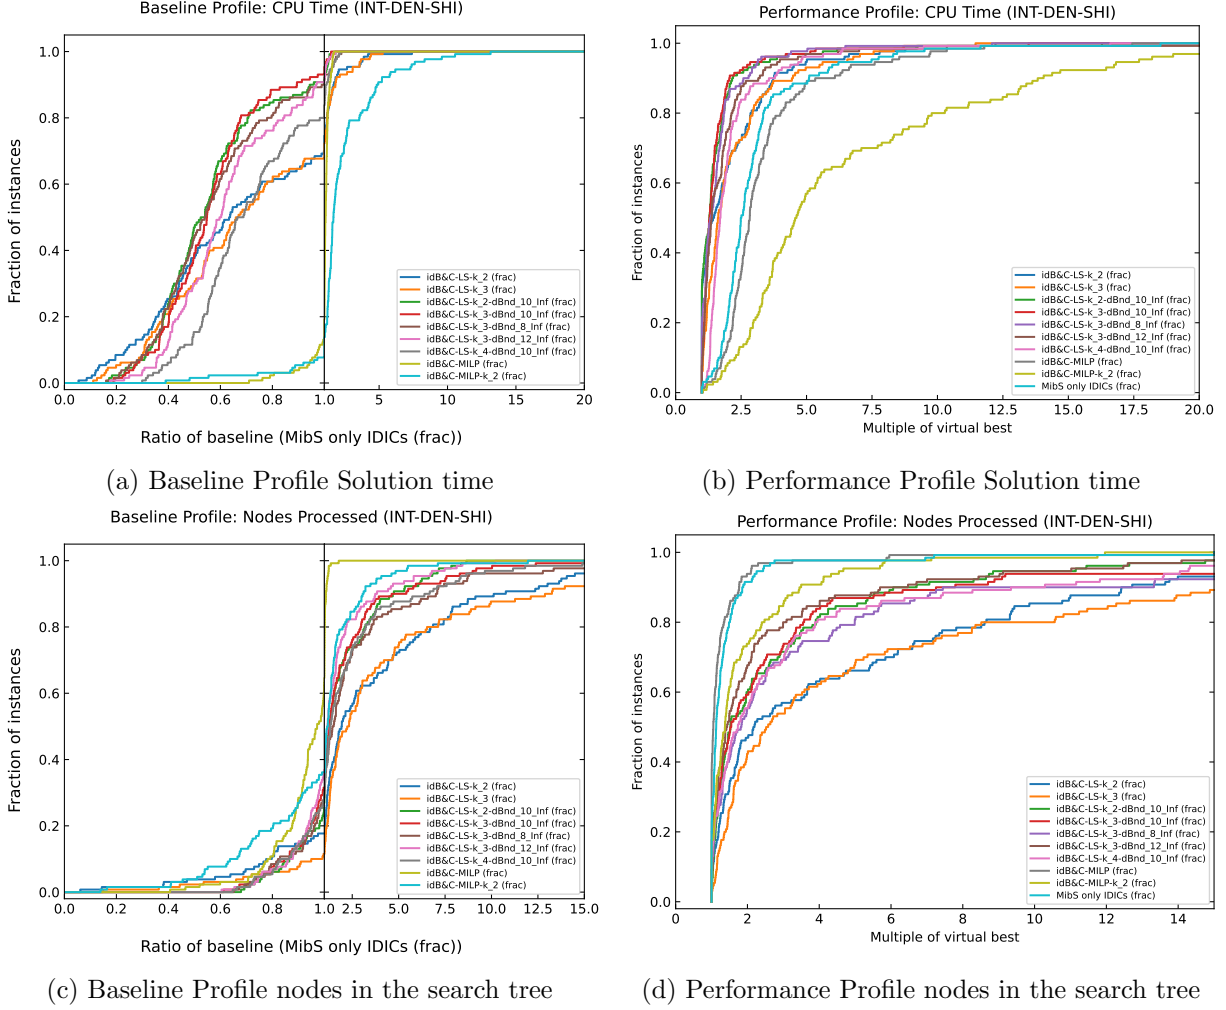 Baseline Profile: CPU Time (INT-DEN-SHI)
Fraction of instances
1.0
0.8
0.6
0.4
0.2
0.0
idB&C-LS-k_2 (frac)
idB&C-LS-k_3 (frac)
idB&C-LS-k_2-dBnd_10_Inf (frac)
idB&C-LS-k_3-dBnd_10_Inf (frac)
idB&C-LS-k_3-dBnd_8_Inf (frac)
idB&C-LS-k_3-dBnd_12_Inf (frac)
idB&C-LS-k_4-dBnd_10_Inf (frac)
idB&C-MILP (frac)
idB&C-MILP-k_2 (frac)
0.0 0.2 0.4 0.6 0.8 1.0 5 10 15 20
Ratio of baseline (MibS only IDICs (frac))
(a) Baseline Profile Solution time
Performance Profile: CPU Time (INT-DEN-SHI)
Fraction of instances
1.0
0.8
0.6
0.4
0.2
0.0
idB&C-LS-k_2 (frac)
idB&C-LS-k_3 (frac)
idB&C-LS-k_2-dBnd_10_Inf (frac)
idB&C-LS-k_3-dBnd_10_Inf (frac)
idB&C-LS-k_3-dBnd_8_Inf (frac)
idB&C-LS-k_3-dBnd_12_Inf (frac)
idB&C-LS-k_4-dBnd_10_Inf (frac)
idB&C-MILP (frac)
idB&C-MILP-k_2 (frac)
MibS only IDICs (frac)
0.0 2.5 5.0 7.5 10.0 12.5 15.0 17.5 20.0
Multiple of virtual best
(b) Performance Profile Solution time
Baseline Profile: Nodes Processed (INT-DEN-SHI)
Fraction of instances
1.0
0.8
0.6
0.4
0.2
0.0
idB&C-LS-k_2 (frac)
idB&C-LS-k_3 (frac)
idB&C-LS-k_2-dBnd_10_Inf (frac)
idB&C-LS-k_3-dBnd_10_Inf (frac)
idB&C-LS-k_3-dBnd_8_Inf (frac)
idB&C-LS-k_3-dBnd_12_Inf (frac)
idB&C-LS-k_4-dBnd_10_Inf (frac)
idB&C-MILP (frac)
idB&C-MILP-k_2 (frac)
0.0 0.2 0.4 0.6 0.8 1.0 2.5 5.0 7.5 10.0 12.5 15.0
Ratio of baseline (MibS only IDICs (frac))
(c) Baseline Profile nodes in the search tree
Performance Profile: Nodes Processed (INT-DEN-SHI)
Fraction of instances
1.0
0.8
0.6
0.4
0.2
0.0
idB&C-LS-k_2 (frac)
idB&C-LS-k_3 (frac)
idB&C-LS-k_2-dBnd_10_Inf (frac)
idB&C-LS-k_3-dBnd_10_Inf (frac)
idB&C-LS-k_3-dBnd_8_Inf (frac)
idB&C-LS-k_3-dBnd_12_Inf (frac)
idB&C-LS-k_4-dBnd_10_Inf (frac)
idB&C-MILP (frac)
idB&C-MILP-k_2 (frac)
MibS only IDICs (frac)
0 2 4 6 8 10 12 14
Multiple of virtual best
(d) Performance Profile nodes in the search tree